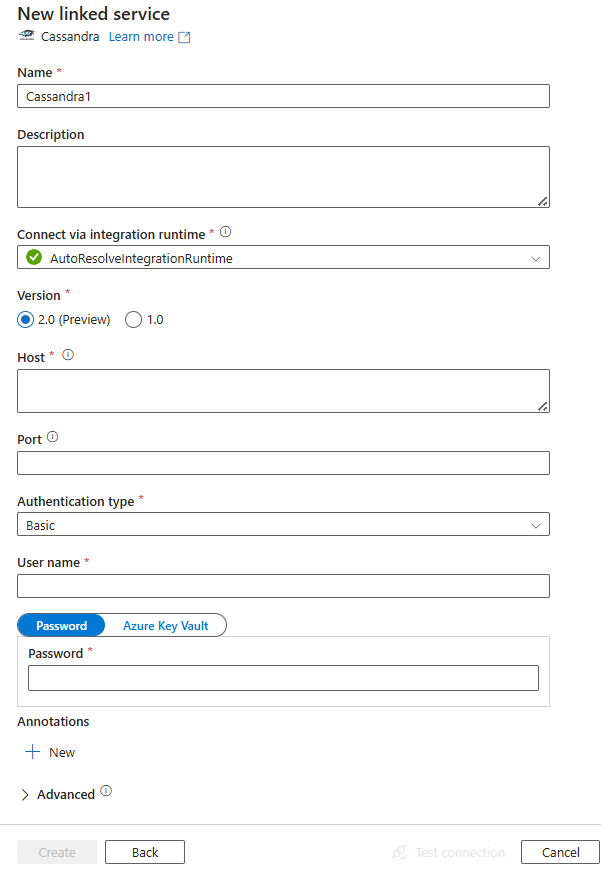 New linked service
Cassandra Learn more
Name *
Cassandra1
Description
Connect via integration runtime *
AutoResolveIntegrationRuntime
Version *
2.0 (Preview) 1.0
Host *
Port
Authentication type *
Basic
User name *
Password Azure Key Vault
Password *
Annotations
New
Advanced
Create Back Test connection Cancel